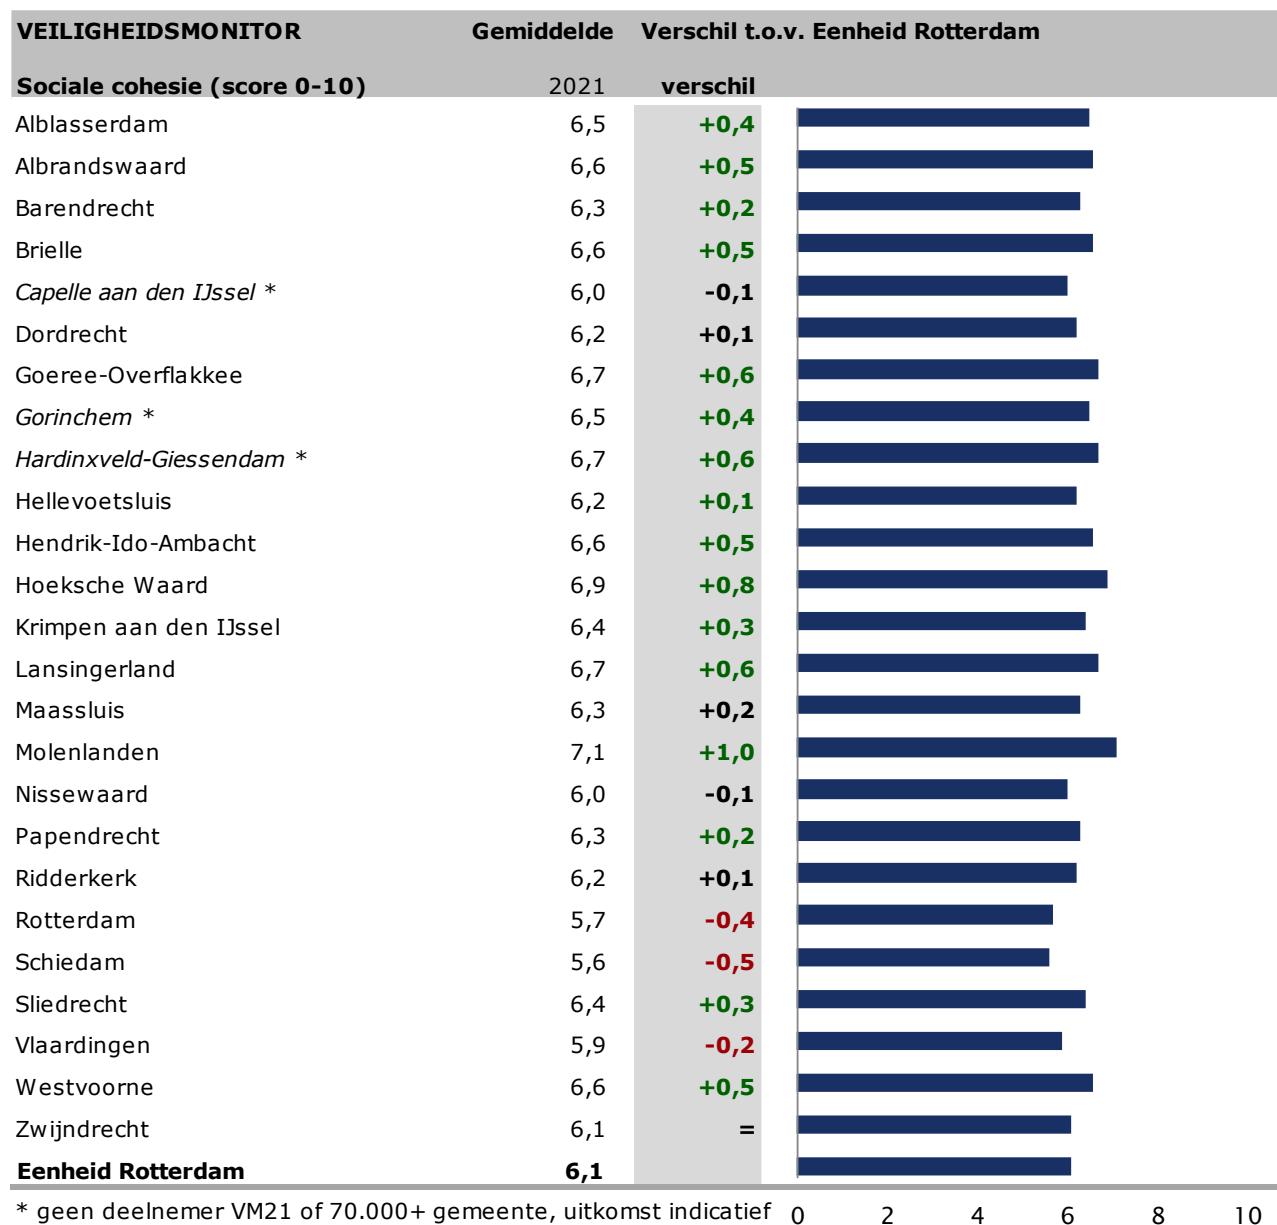 VEILIGHEIDSMONITOR Gemiddelde Verschil t.o.v. Eenheid Rotterdam
Sociale cohesie (score 0-10) 2021 verschil
Alblasserdam 6,5 +0,4
Albrandswaard 6,6 +0,5
Barendrecht 6,3 +0,2
Brielle 6,6 +0,5
Capelle aan den IJssel * 6,0 -0,1
Dordrecht 6,2 +0,1
Goeree-Overflakkee 6,7 +0,6
Gorinchem * 6,5 +0,4
Hardinxveld-Giessendam * 6,7 +0,6
Hellevoetsluis 6,2 +0,1
Hendrik-Ido-Ambacht 6,6 +0,5
Hoeksche Waard 6,9 +0,8
Krimpen aan den IJssel 6,4 +0,3
Lansingerland 6,7 +0,6
Maassluis 6,3 +0,2
Molenlanden 7,1 +1,0
Nissewaard 6,0 -0,1
Papendrecht 6,3 +0,2
Ridderkerk 6,2 +0,1
Rotterdam 5,7 -0,4
Schiedam 5,6 -0,5
Sliedrecht 6,4 +0,3
Vlaardingen 5,9 -0,2
Westvoorne 6,6 +0,5
Zwijndrecht 6,1 =
Eenheid Rotterdam 6,1
* geen deelnemer VM21 of 70.000+ gemeente, uitkomst indicatief 0 2 4 6 8 10